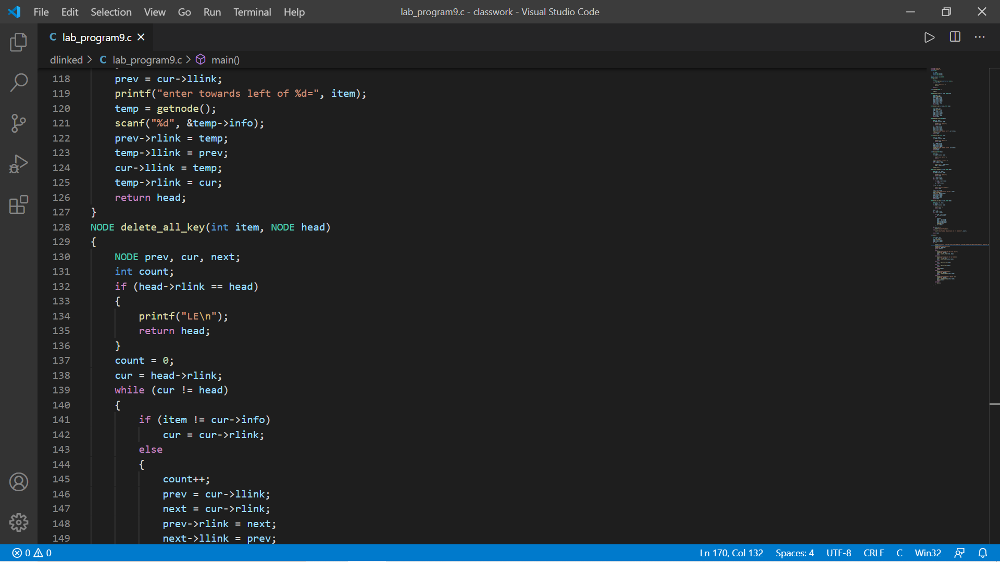 File Edit Selection View Go Run Terminal Help lab_program9.c - classwork - Visual Studio Code
C lab_program9.c
dlinked > C lab_program9.c > main()
118 prev = cur->llink;
119 printf("enter towards left of %d=", item);
120 temp = getnode();
121 scanf("%d", &temp->info);
122 prev->rlink = temp;
123 temp->llink = prev;
124 cur->llink = temp;
125 temp->rlink = cur;
126 return head;
127 }
128 NODE delete_all_key(int item, NODE head)
129 {
130 NODE prev, cur, next;
131 int count;
132 if (head->rlink == head)
133 {
134 printf("LE\n");
135 return head;
136 }
137 count = 0;
138 cur = head->rlink;
139 while (cur != head)
140 {
141 if (item != cur->info)
142 cur = cur->rlink;
143 else
144 {
145 count++;
146 prev = cur->llink;
147 next = cur->rlink;
148 prev->rlink = next;
149 next->llink = prev;
0 0 Ln 170, Col 132 Spaces: 4 UTF-8 CRLF C Win32